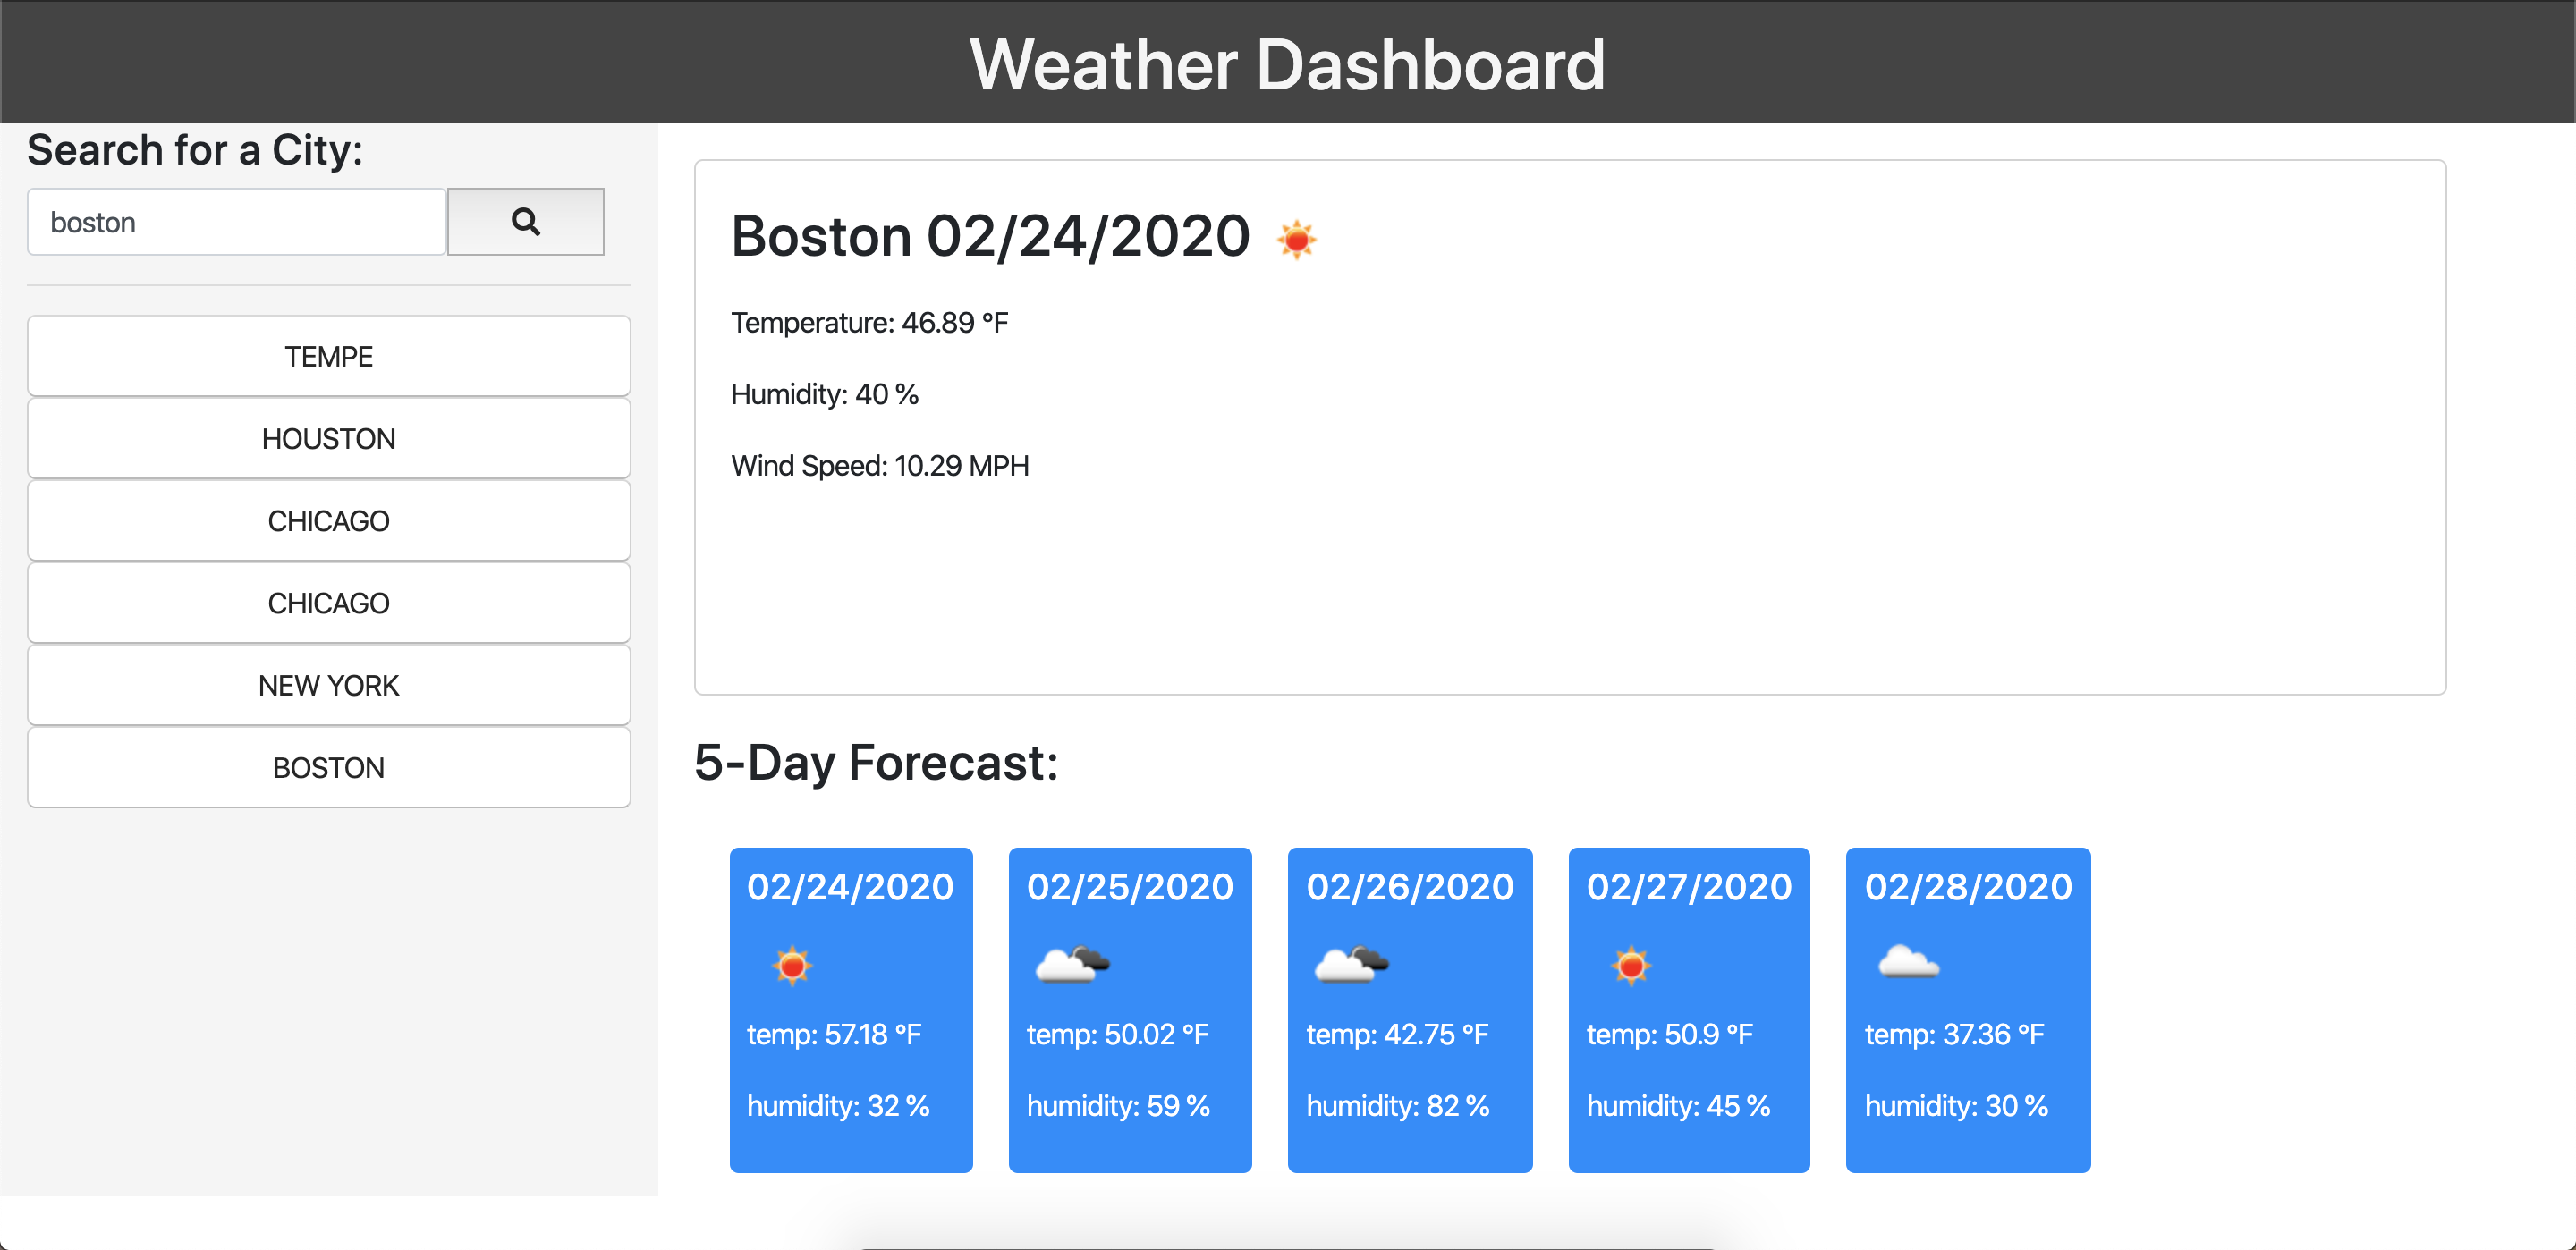 Weather Dashboard
Search for a City:
boston
TEMPE
HOUSTON
CHICAGO
CHICAGO
NEW YORK
BOSTON
Boston 02/24/2020
Temperature: 46.89 °F
Humidity: 40 %
Wind Speed: 10.29 MPH
5-Day Forecast:
02/24/2020
temp: 57.18 °F
humidity: 32 %
02/25/2020
temp: 50.02 °F
humidity: 59 %
02/26/2020
temp: 42.75 °F
humidity: 82 %
02/27/2020
temp: 50.9 °F
humidity: 45 %
02/28/2020
temp: 37.36 °F
humidity: 30 %